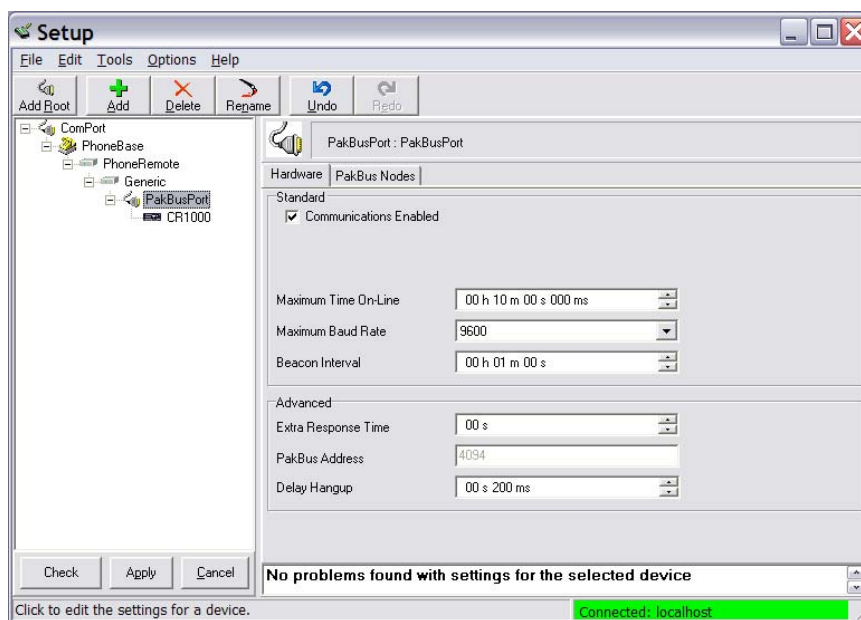 Setup
File Edit Tools Options Help
Add Root Add Delete Rename Undo Redo
ComPort
PhoneBase
PhoneRemote
Generic
PakBusPort
CR1000
PakBusPort : PakBusPort
Hardware PakBus Nodes
Standard
Communications Enabled
Maximum Time On-Line 00 h 10 m 00 s 000 ms
Maximum Baud Rate 9600
Beacon Interval 00 h 01 m 00 s
Advanced
Extra Response Time 00 s
PakBus Address 4094
Delay Hangup 00 s 200 ms
Check Apply Cancel
No problems found with settings for the selected device
Click to edit the settings for a device.
Connected: localhost